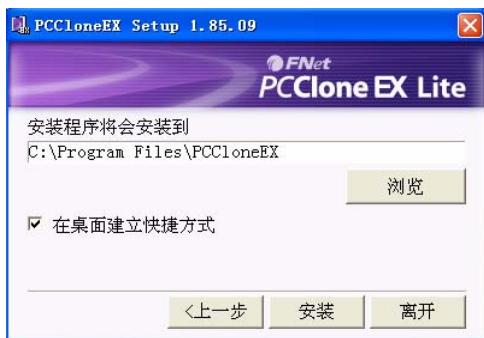 PCCloneEX Setup 1.85.09
FNet
PCClone EX Lite
安装程序将会安装到
C:\Program Files\PCCloneEX
浏览
在桌面建立快捷方式
<上一步 安装 离开